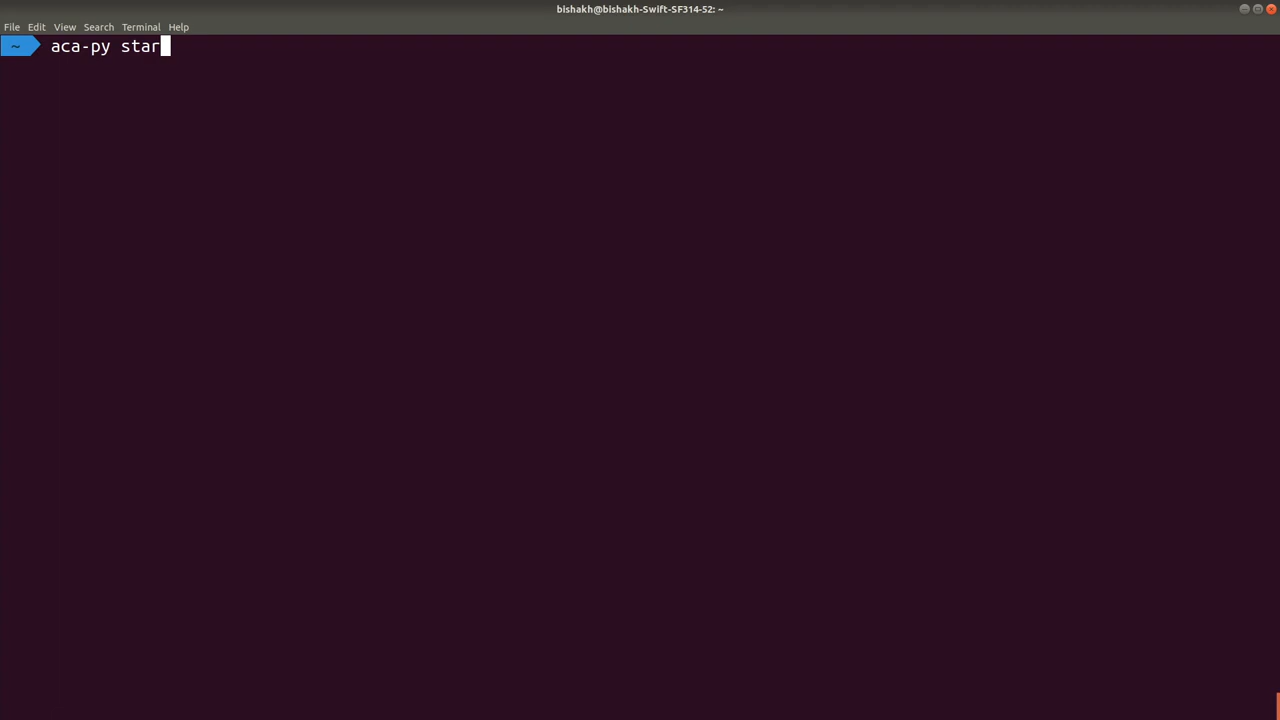 bishakh@bishakh-Swift-SF314-52: ~
File Edit View Search Terminal Help
~ aca-py star